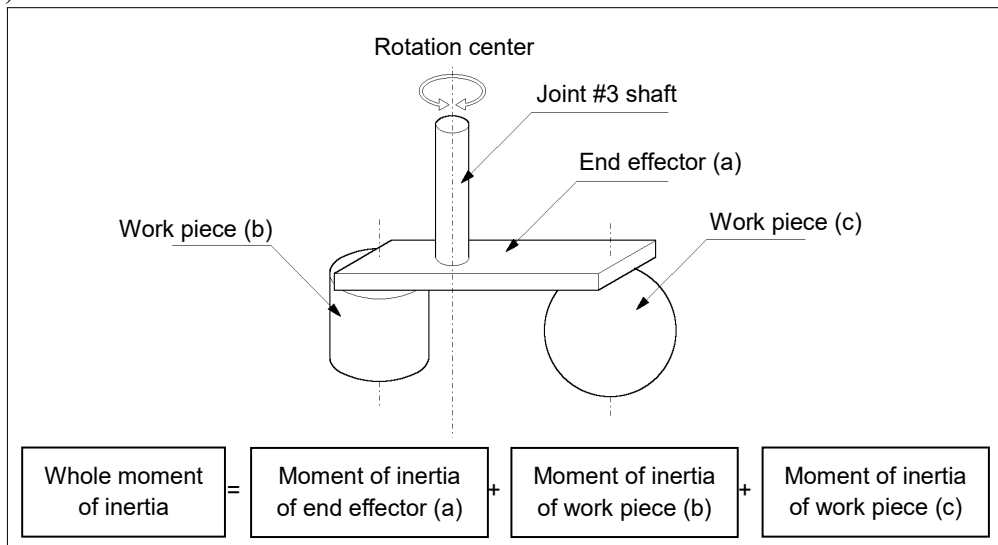 )
Rotation center
Joint #3 shaft
End effector (a)
Work piece (b)
Work piece (c)
Whole moment
of inertia
=
Moment of inertia
of end effector (a)
+
Moment of inertia
of work piece (b)
+
Moment of inertia
of work piece (c)